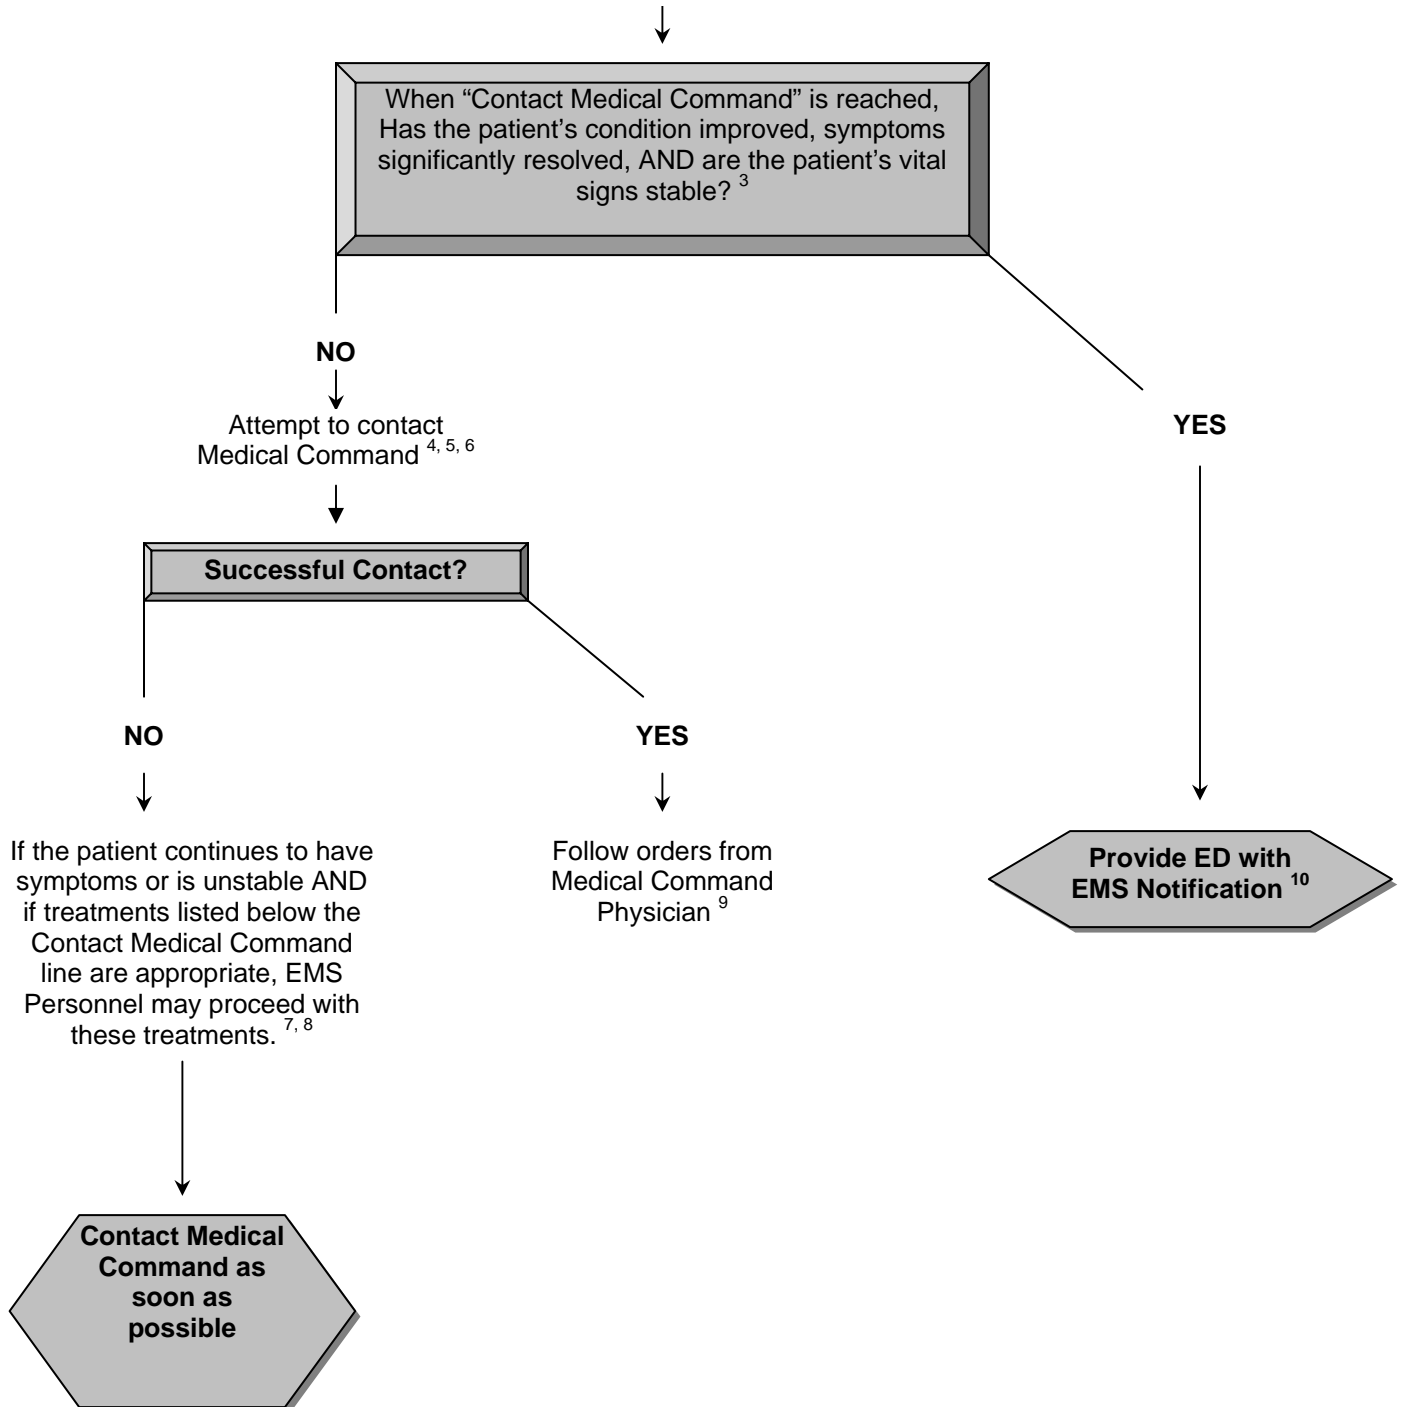 When “Contact Medical Command” is reached,
Has the patient’s condition improved, symptoms
significantly resolved, AND are the patient’s vital
signs stable? 3
NO
Attempt to contact
Medical Command 4, 5, 6
YES
Successful Contact?
NO
YES
If the patient continues to have
symptoms or is unstable AND
if treatments listed below the
Contact Medical Command
line are appropriate, EMS
Personnel may proceed with
these treatments. 7, 8
Follow orders from
Medical Command
Physician 9
Provide ED with
EMS Notification 10
Contact Medical
Command as
soon as
possible